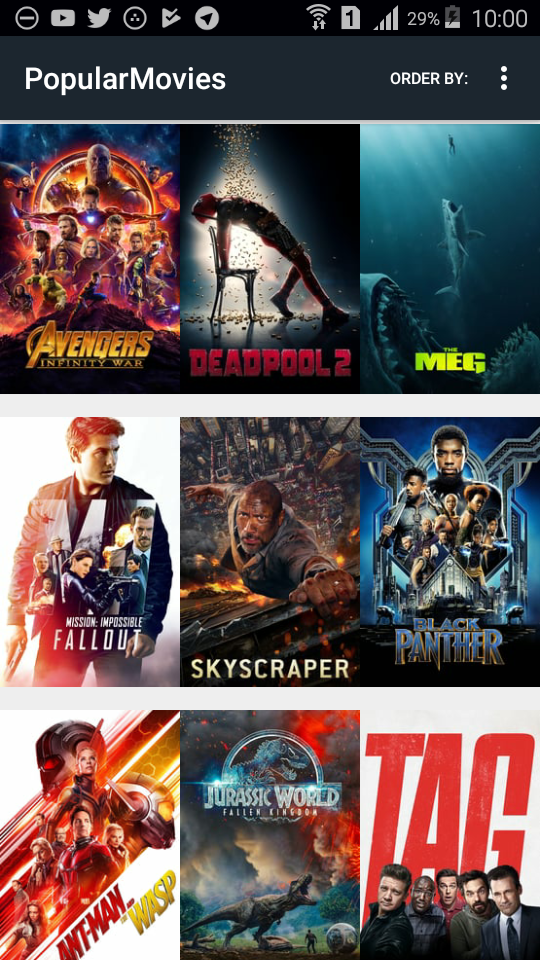 1 29% 10:00
PopularMovies ORDER BY:
AVENGERS
INFINITY WAR
DEADPOOL 2
THE
MEG
MISSION: IMPOSSIBLE
FALLOUT
SKYSCRAPER
BLACK
PANTHER
ANT-MAN
AND THE
WASP
JURASSIC WORLD
FALLEN KINGDOM
TAG